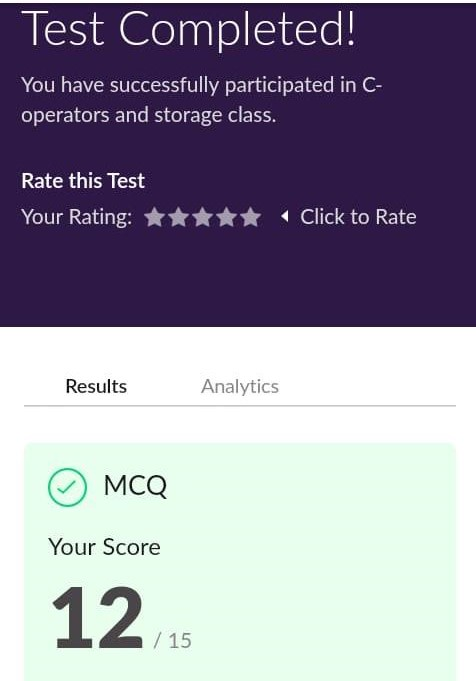 Test Completed!
You have successfully participated in C-
operators and storage class.
Rate this Test
Your Rating: Click to Rate
Results Analytics
MCQ
Your Score
12 / 15